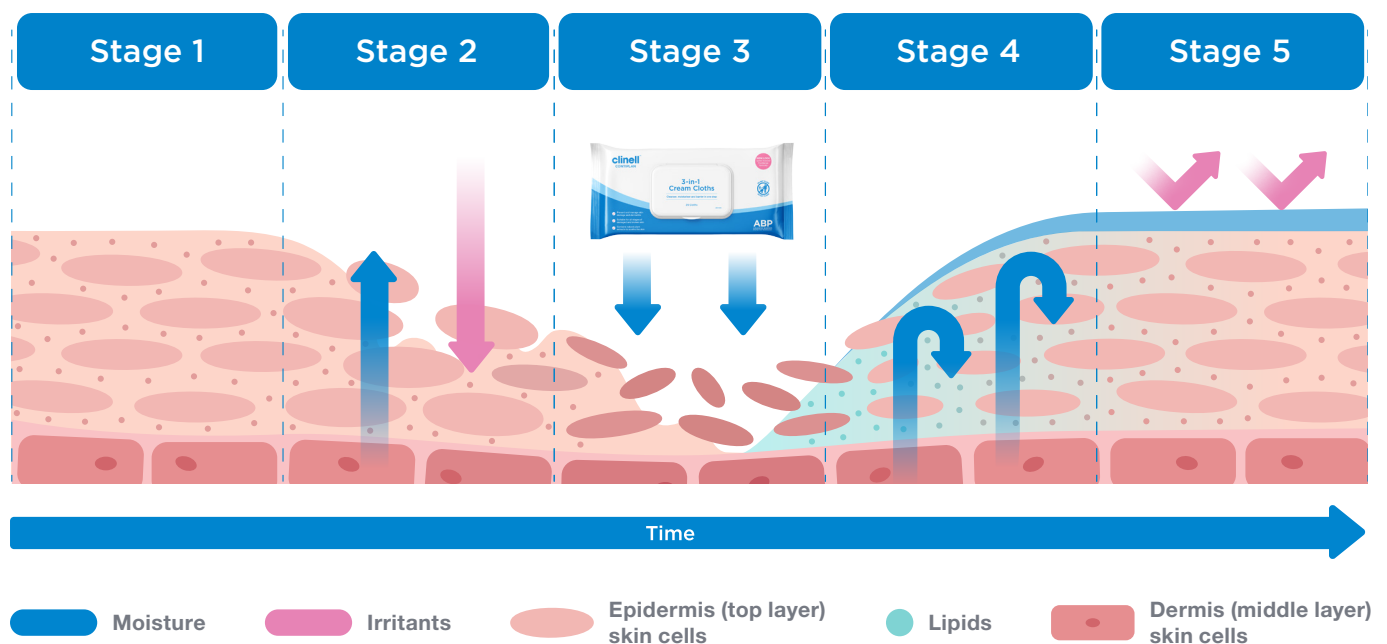 Stage 1
Stage 2
Stage 3
Stage 4
Stage 5
clinell
3-in-1
Cream Cloths
ABP
Time
Moisture
Irritants
Epidermis (top layer)
skin cells
Lipids
Dermis (middle layer)
skin cells